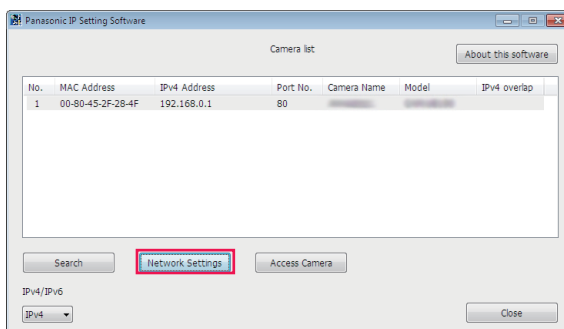 Panasonic IP Setting Software
Camera list
About this software
No. MAC Address IPv4 Address Port No. Camera Name Model IPv4 overlap
1 00-80-45-2F-28-4F 192.168.0.1 80
Search Network Settings Access Camera
IPv4/IPv6
IPv4 Close